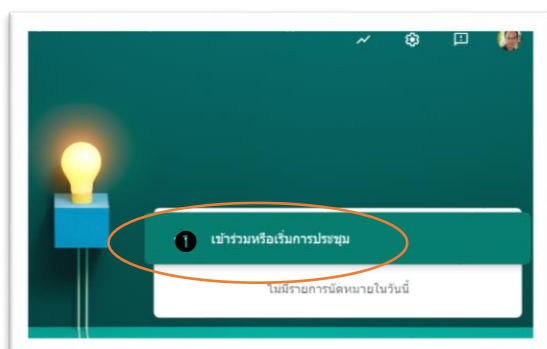 ๑ เข้าร่วมหรือเริ่มการประชุม
ไม่มีรายการนัดหมายในวันนี้